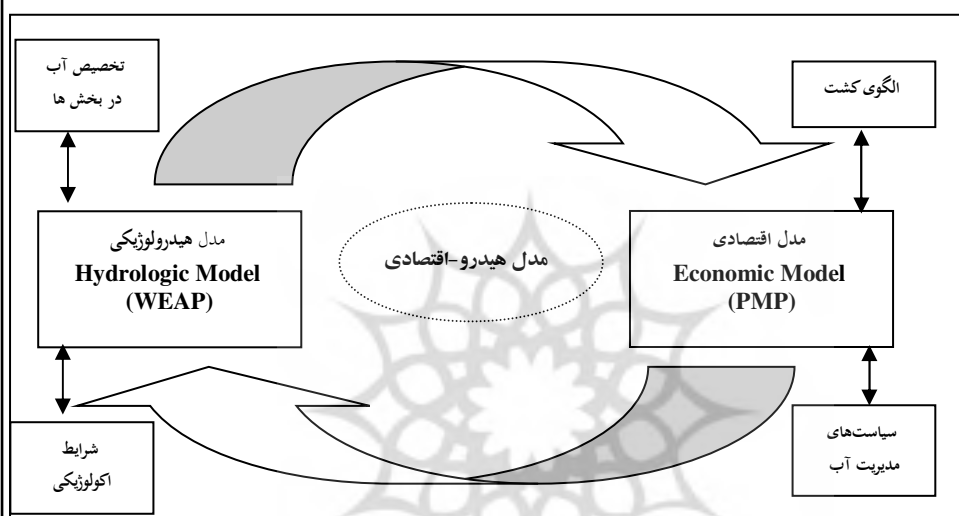 تخصیص آب
در بخش ها
الگوی کشت
مدل هیدرولوژیکی
Hydrologic Model
(WEAP)
مدل هیدرو-اقتصادی
مدل اقتصادی
Economic Model
(PMP)
شرایط
اکولوژیکی
سیاست‌های
مدیریت آب